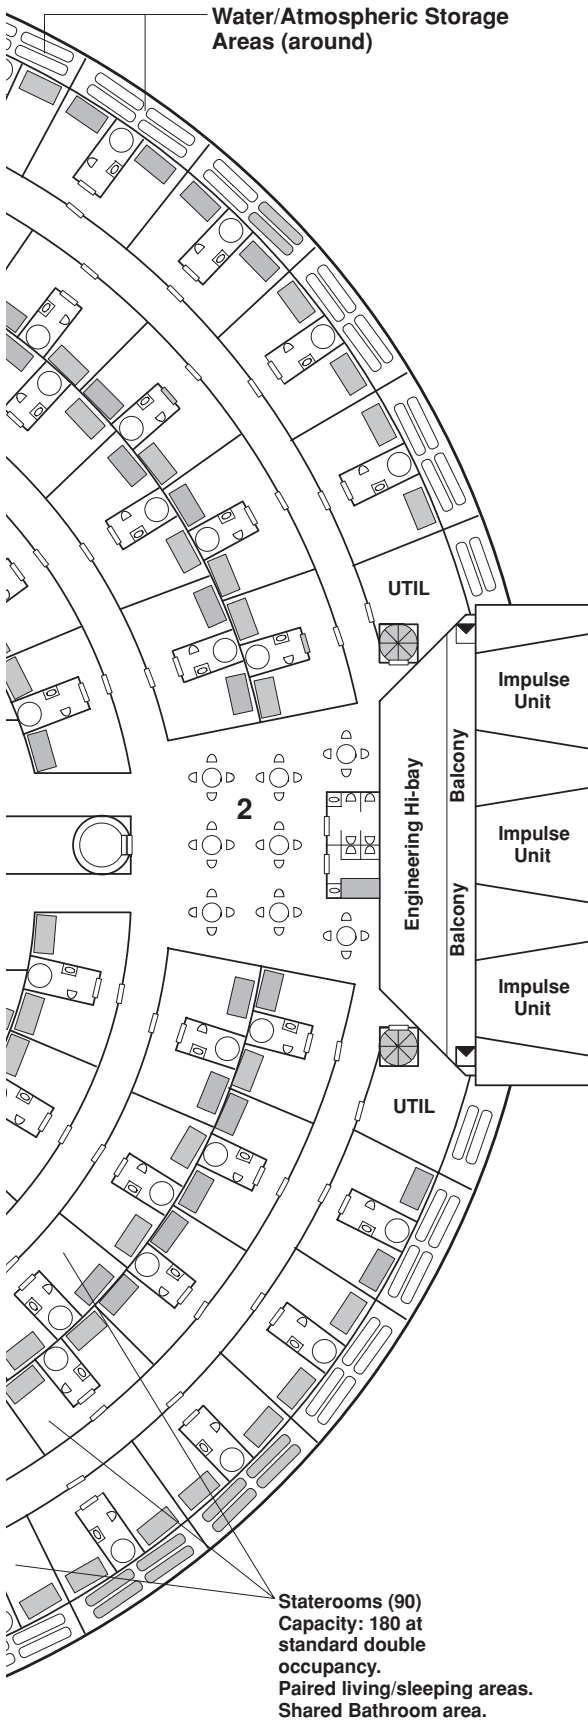 Water/Atmospheric Storage
Areas (around)
UTIL
Impulse
Unit
Balcony
Engineering Hi-bay
2
Impulse
Unit
Balcony
Impulse
Unit
UTIL
Staterooms (90)
Capacity: 180 at
standard double
occupancy.
Paired living/sleeping areas.
Shared Bathroom area.